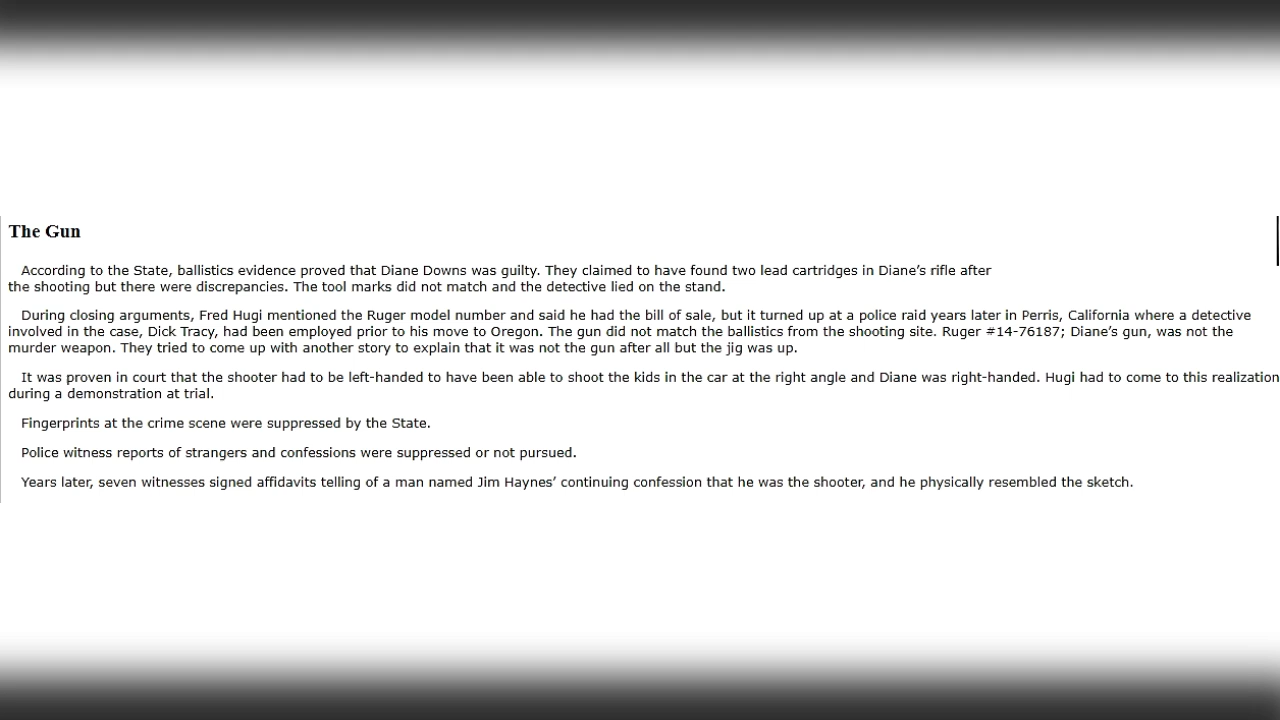 The Gun
According to the State, ballistics evidence proved that Diane Downs was guilty. They claimed to have found two lead cartridges in Diane’s rifle after
the shooting but there were discrepancies. The tool marks did not match and the detective lied on the stand.
During closing arguments, Fred Hugi mentioned the Ruger model number and said he had the bill of sale, but it turned up at a police raid years later in Perris, California where a detective
involved in the case, Dick Tracy, had been employed prior to his move to Oregon. The gun did not match the ballistics from the shooting site. Ruger #14-76187; Diane’s gun, was not the
murder weapon. They tried to come up with another story to explain that it was not the gun after all but the jig was up.
It was proven in court that the shooter had to be left-handed to have been able to shoot the kids in the car at the right angle and Diane was right-handed. Hugi had to come to this realization
during a demonstration at trial.
Fingerprints at the crime scene were suppressed by the State.
Police witness reports of strangers and confessions were suppressed or not pursued.
Years later, seven witnesses signed affidavits telling of a man named Jim Haynes’ continuing confession that he was the shooter, and he physically resembled the sketch.